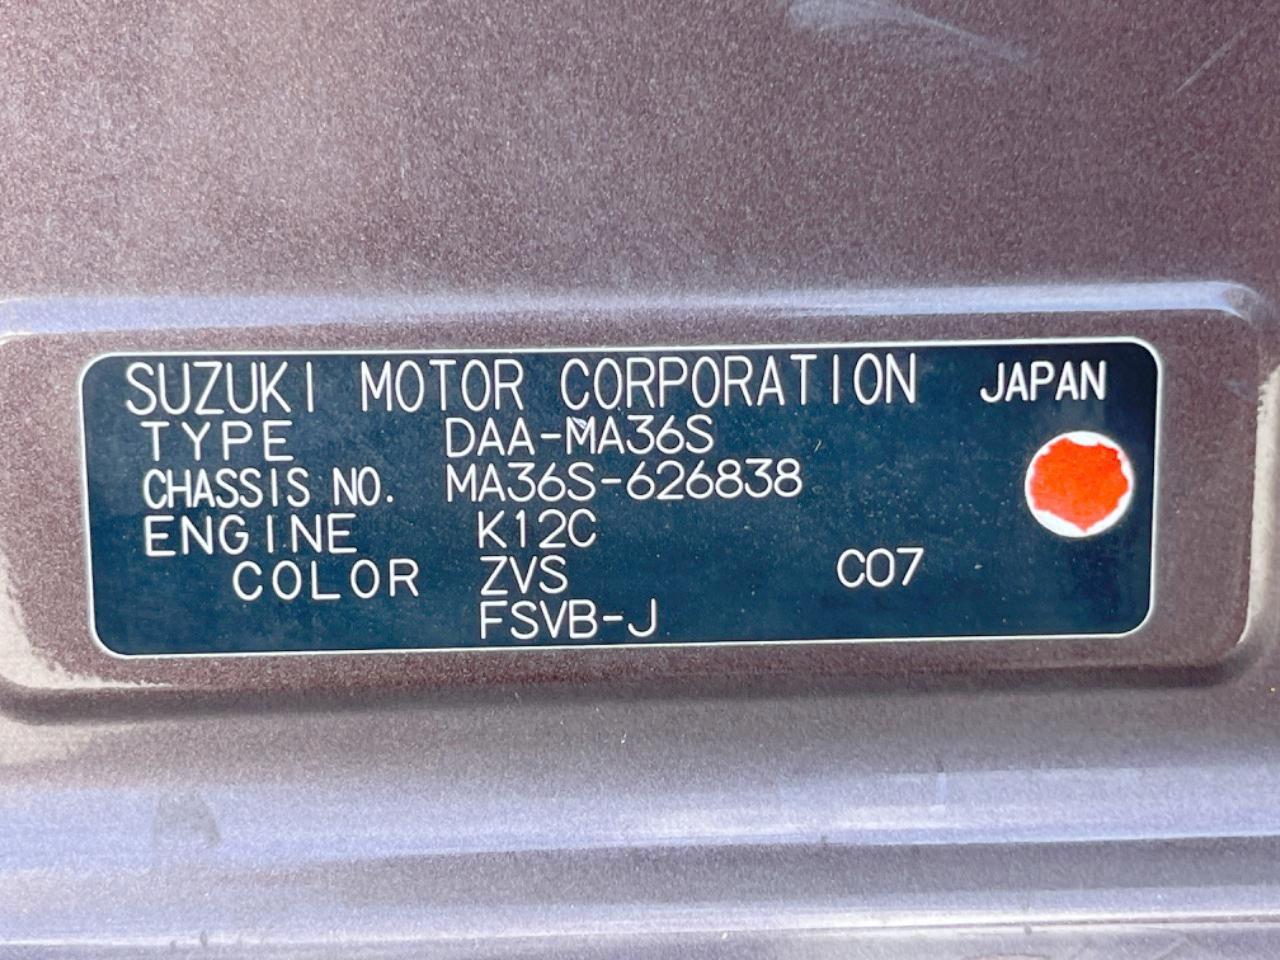 SUZUKI MOTOR CORPORATION JAPAN
TYPE DAA-MA36S
CHASSIS NO. MA36S-626838
ENGINE K12C
COLOR ZVS C07
FSVB-J